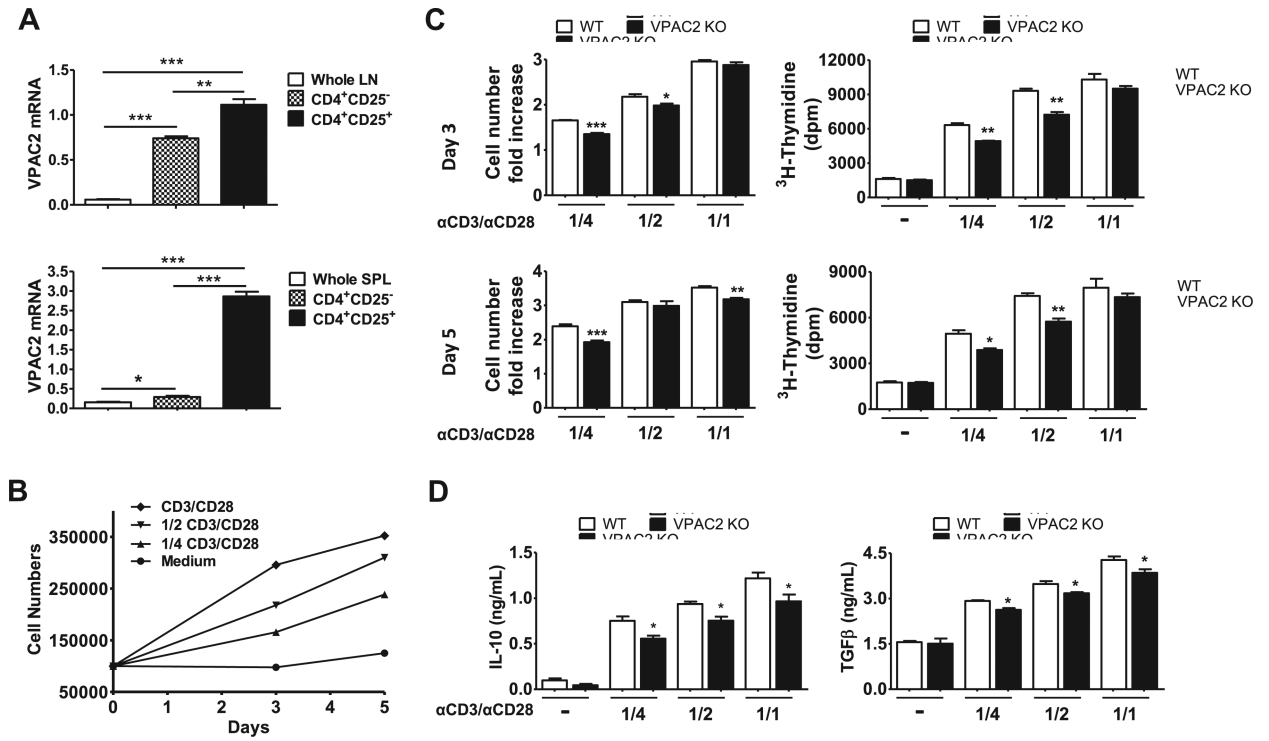 A
VPAC2 mRNA
1.5
1.0
0.5
0.0
***
**
***
Whole LN
CD4+CD25-
CD4+CD25+
VPAC2 mRNA
3.5
3.0
2.5
2.0
1.5
1.0
0.5
0.0
***
***
*
Whole SPL
CD4+CD25-
CD4+CD25+
B
CD3/CD28
1/2 CD3/CD28
1/4 CD3/CD28
Medium
Cell Numbers
350000
250000
150000
50000
0 1 2 3 4 5
Days
C
WT
VPAC2 KO
VPAC2 KO
Day 3
Cell number
fold increase
3
2
1
0
***
*
αCD3/αCD28 1/4 1/2 1/1
WT
VPAC2 KO
3H-Thymidine
(dpm)
12000
9000
6000
3000
0
**
**
- 1/4 1/2 1/1
WT
VPAC2 KO
Day 5
Cell number
fold increase
4
3
2
1
0
***
**
αCD3/αCD28 1/4 1/2 1/1
3H-Thymidine
(dpm)
9000
6000
3000
0
*
**
- 1/4 1/2 1/1
WT
VPAC2 KO
D
WT
VPAC2 KO
VPAC2 KO
IL-10 (ng/mL)
1.5
1.0
0.5
0.0
*
*
*
αCD3/αCD28 - 1/4 1/2 1/1
WT
VPAC2 KO
VPAC2 KO
TGFβ (ng/mL)
4.5
3.0
1.5
0.0
*
*
*
- 1/4 1/2 1/1